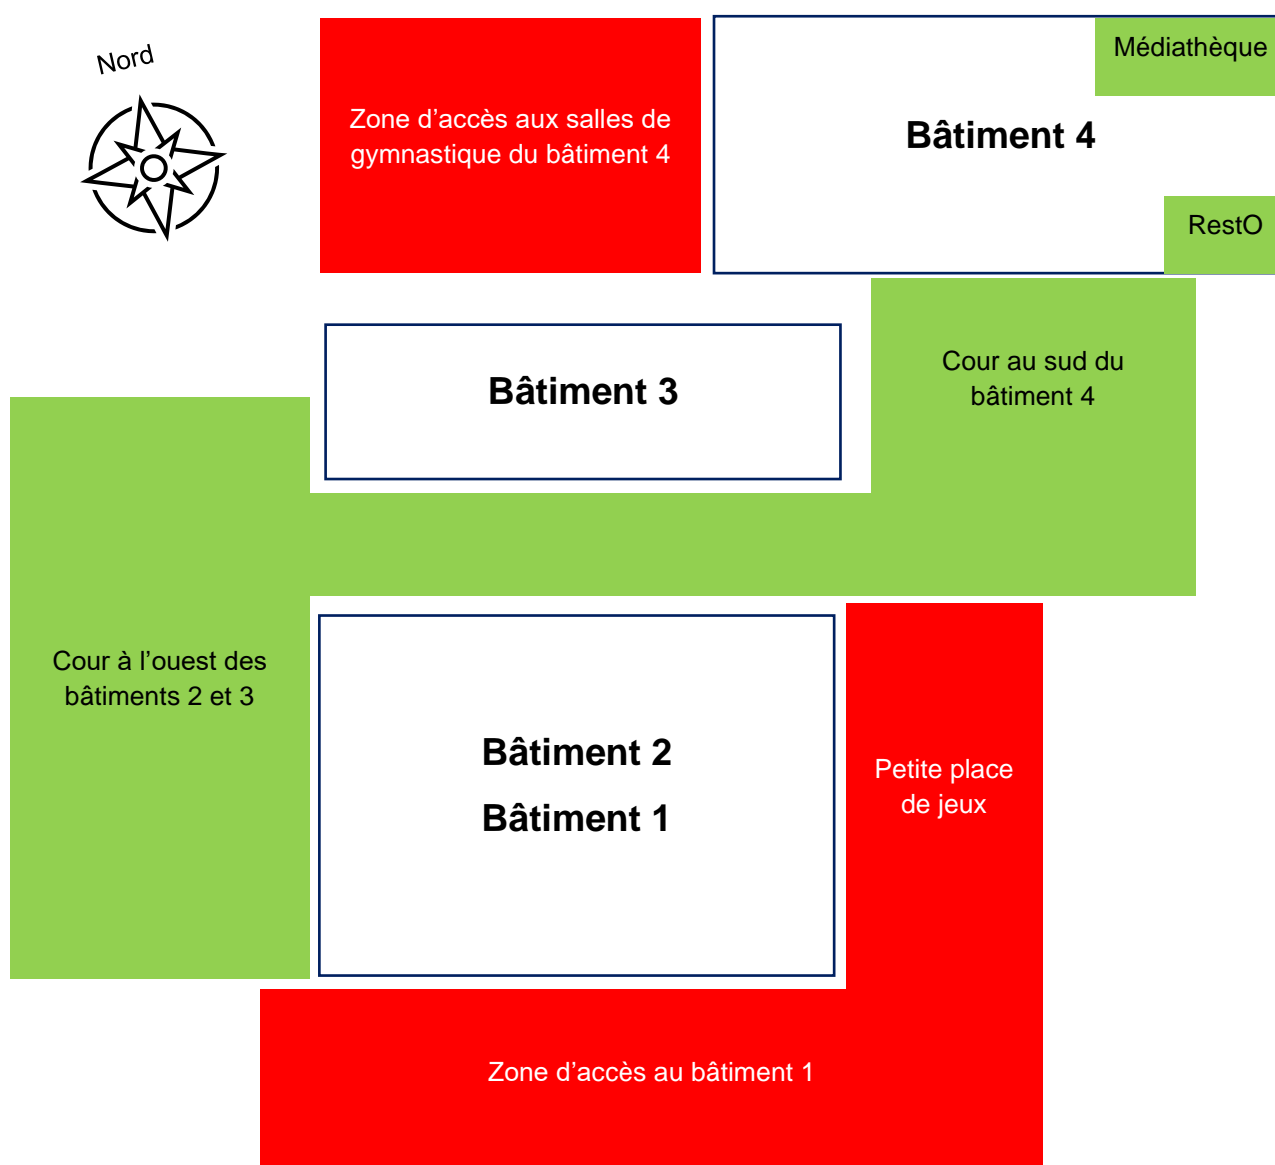 Nord
Zone d’accès aux salles de
gymnastique du bâtiment 4
Médiathèque
Bâtiment 4
RestO
Cour au sud du
bâtiment 4
Bâtiment 3
Cour à l’ouest des
bâtiments 2 et 3
Bâtiment 2
Bâtiment 1
Petite place
de jeux
Zone d’accès au bâtiment 1